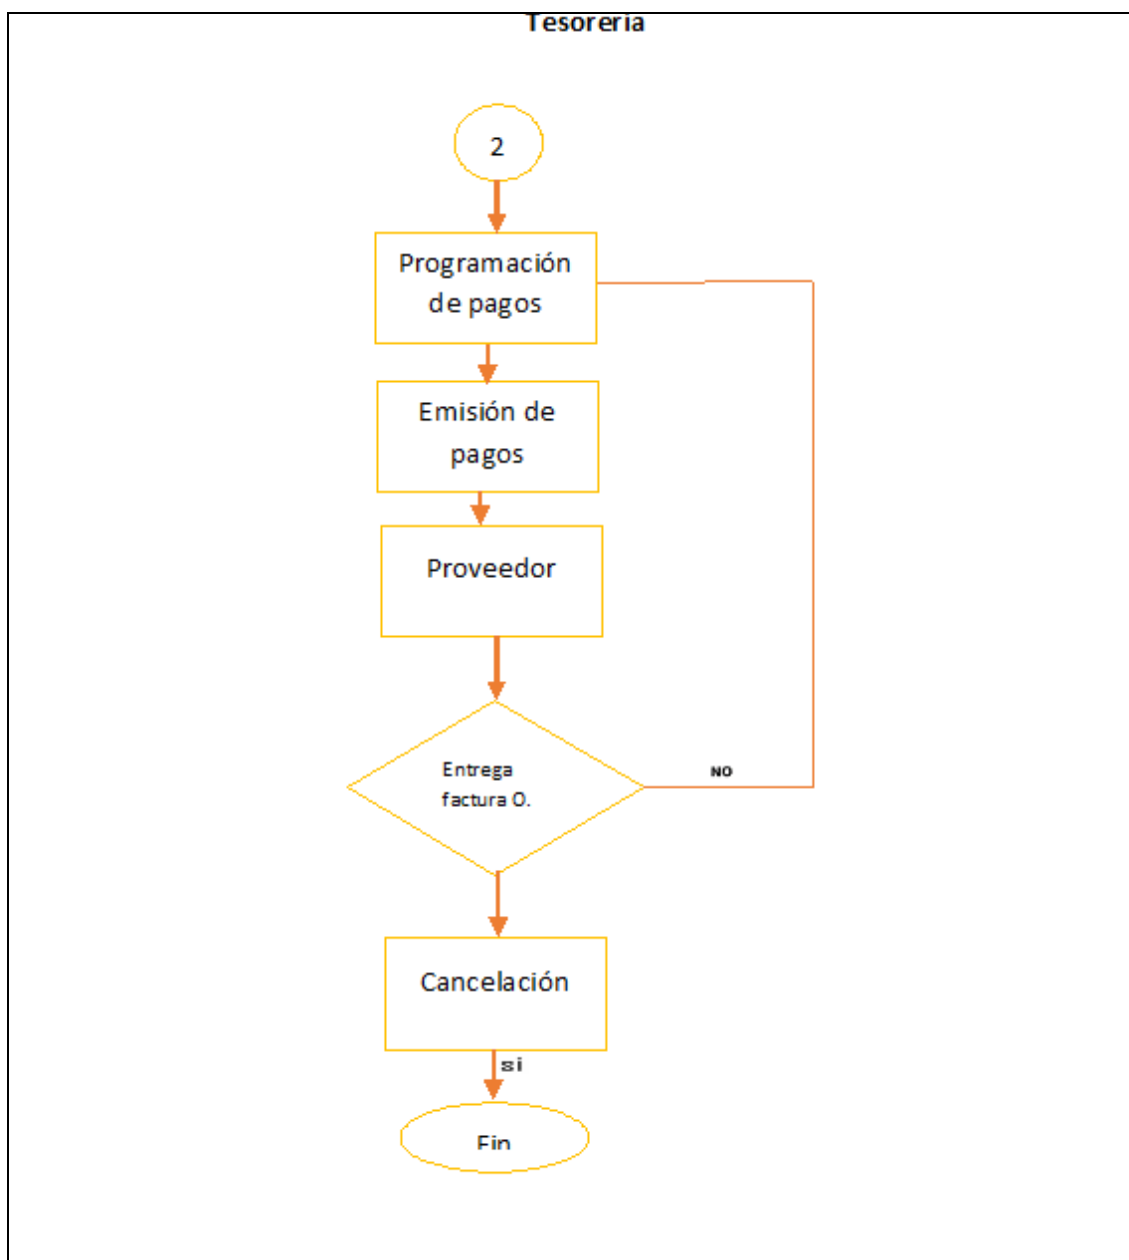 Tesorería
2
Programación
de pagos
Emisión de
pagos
Proveedor
Entrega
factura O.
NO
Cancelación
si
Fin